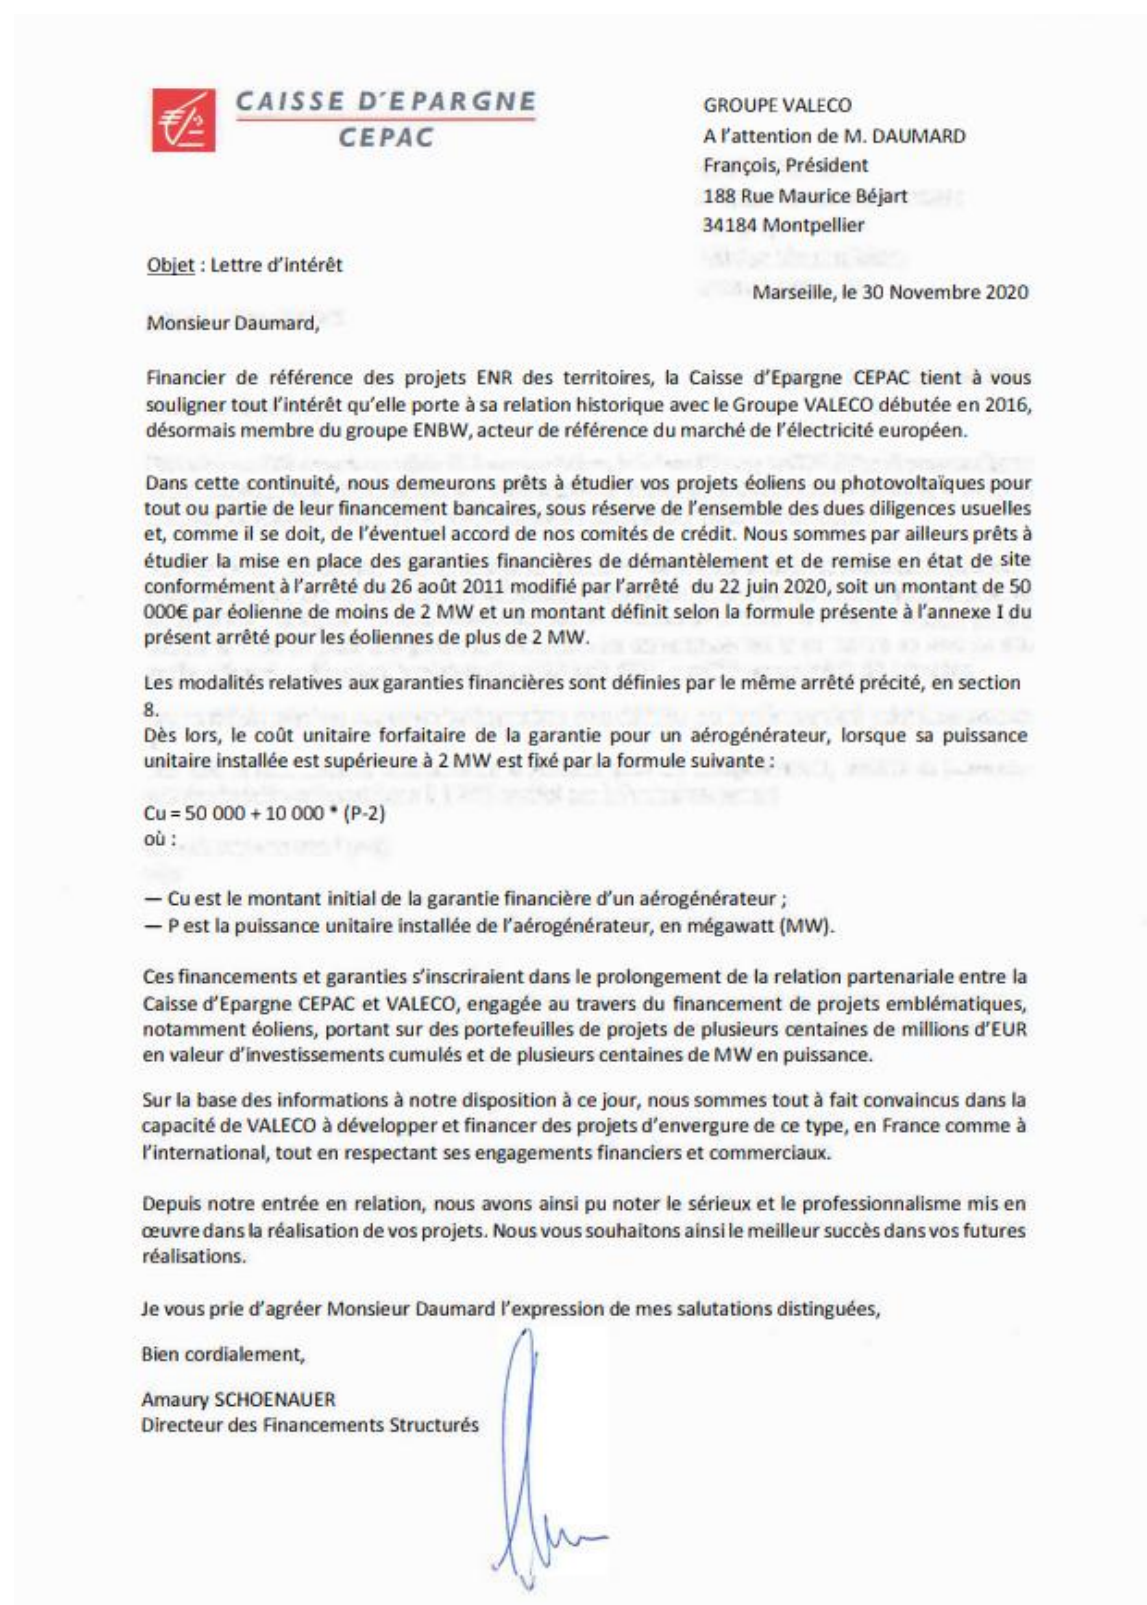 CAISSE D'EPARGNE
CEPAC
GROUPE VALECO
A l'attention de M. DAUMARD
François, Président
188 Rue Maurice Béjart
34184 Montpellier
Objet : Lettre d'intérêt
Marseille, le 30 Novembre 2020
Monsieur Daumard,
Financier de référence des projets ENR des territoires, la Caisse d'Epargne CEPAC tient à vous
souligner tout l'intérêt qu'elle porte à sa relation historique avec le Groupe VALECO débutée en 2016,
désormais membre du groupe ENBW, acteur de référence du marché de l'électricité européen.
Dans cette continuité, nous demeurons prêts à étudier vos projets éoliens ou photovoltaïques pour
tout ou partie de leur financement bancaires, sous réserve de l'ensemble des dues diligences usuelles
et, comme il se doit, de l'éventuel accord de nos comités de crédit. Nous sommes par ailleurs prêts à
étudier la mise en place des garanties financières de démantèlement et de remise en état de site
conformément à l'arrêté du 26 août 2011 modifié par l'arrêté du 22 juin 2020, soit un montant de 50
000€ par éolienne de moins de 2 MW et un montant définit selon la formule présente à l'annexe I du
présent arrêté pour les éoliennes de plus de 2 MW.
Les modalités relatives aux garanties financières sont définies par le même arrêté précité, en section
8.
Dès lors, le coût unitaire forfaitaire de la garantie pour un aérogénérateur, lorsque sa puissance
unitaire installée est supérieure à 2 MW est fixé par la formule suivante :
Cu = 50 000 + 10 000 * (P-2)
où :
— Cu est le montant initial de la garantie financière d'un aérogénérateur ;
— P est la puissance unitaire installée de l'aérogénérateur, en mégawatt (MW).
Ces financements et garanties s'inscriraient dans le prolongement de la relation partenariale entre la
Caisse d'Epargne CEPAC et VALECO, engagée au travers du financement de projets emblématiques,
notamment éoliens, portant sur des portefeuilles de projets de plusieurs centaines de millions d'EUR
en valeur d'investissements cumulés et de plusieurs centaines de MW en puissance.
Sur la base des informations à notre disposition à ce jour, nous sommes tout à fait convaincus dans la
capacité de VALECO à développer et financer des projets d'envergure de ce type, en France comme à
l'international, tout en respectant ses engagements financiers et commerciaux.
Depuis notre entrée en relation, nous avons ainsi pu noter le sérieux et le professionnalisme mis en
œuvre dans la réalisation de vos projets. Nous vous souhaitons ainsi le meilleur succès dans vos futures
réalisations.
Je vous prie d'agréer Monsieur Daumard l'expression de mes salutations distinguées,
Bien cordialement,
Amaury SCHOENAUER
Directeur des Financements Structurés